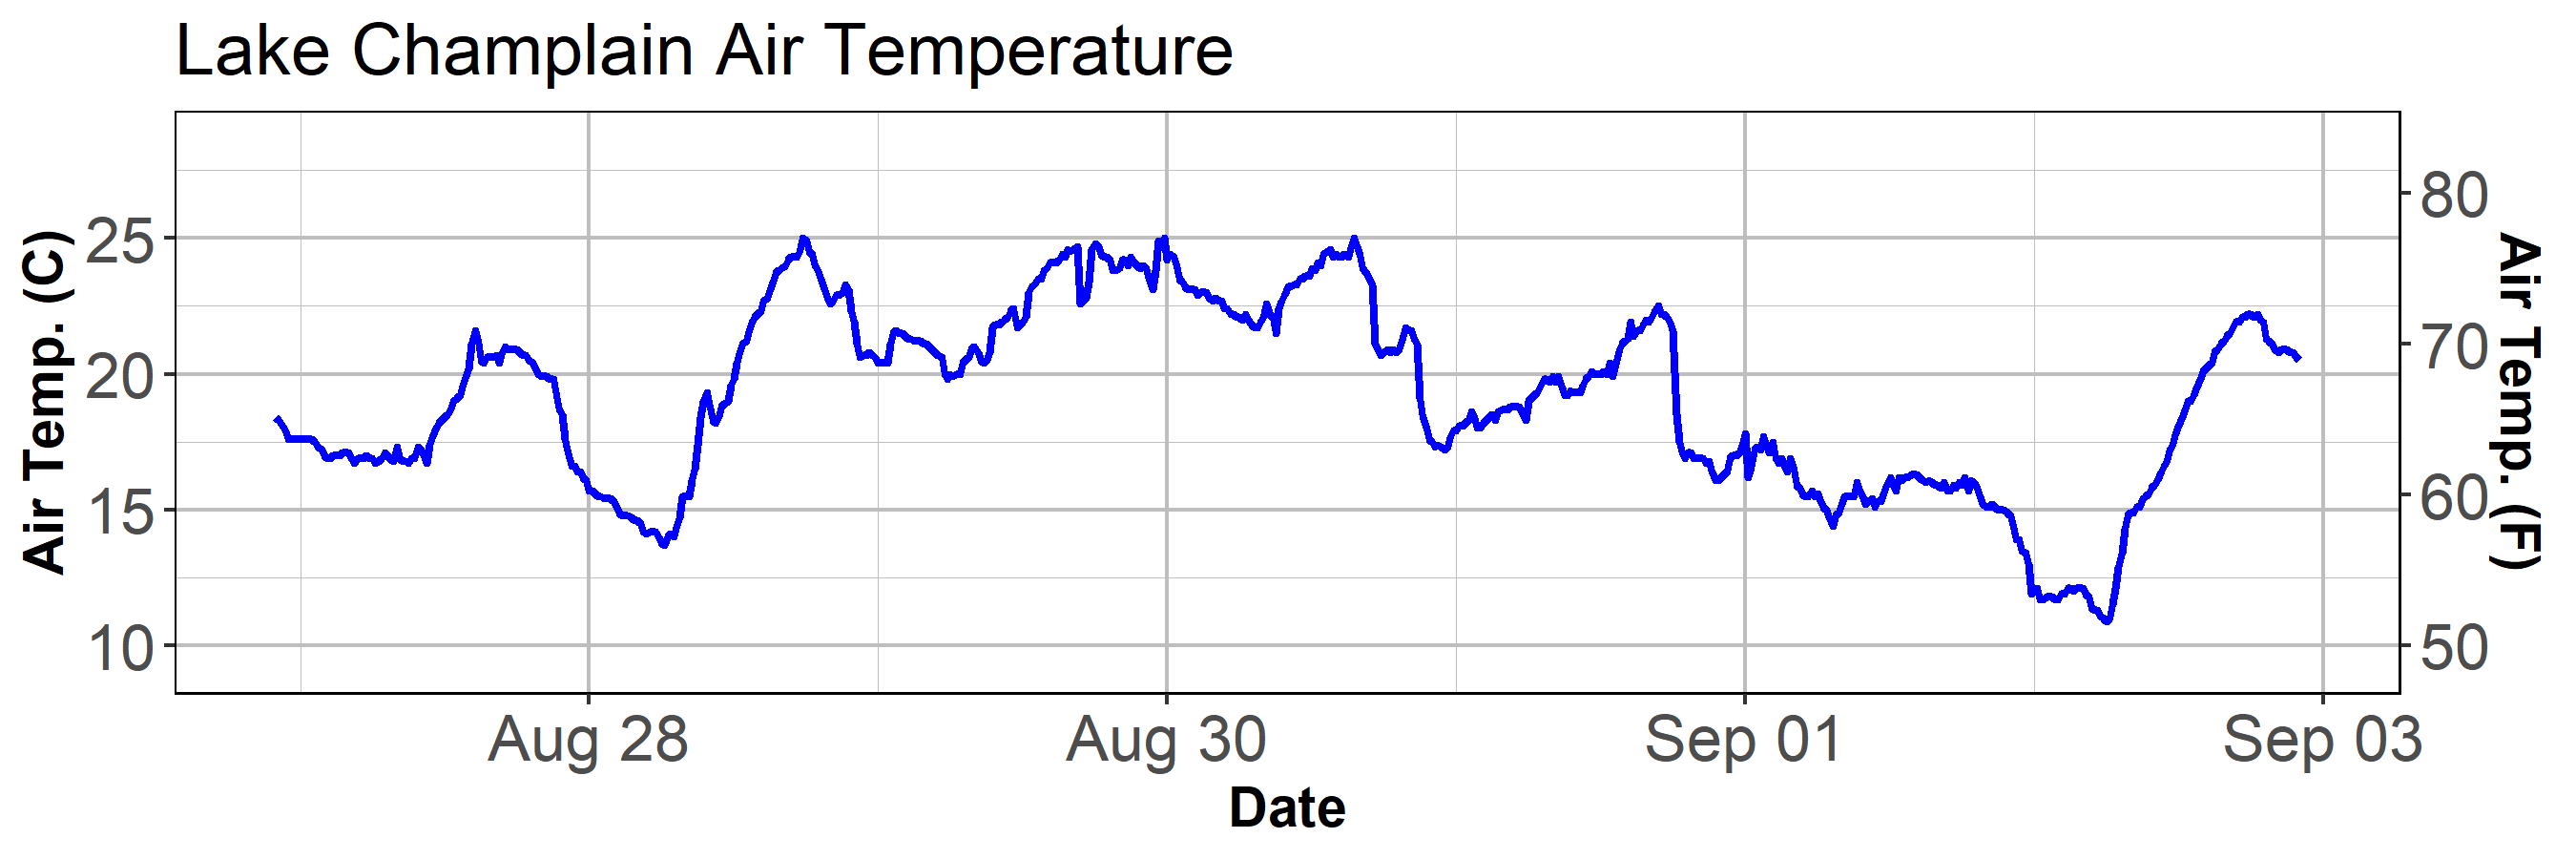 Lake Champlain Air Temperature
Air Temp. (C)
25
20
15
10
80
70
60
50
Air Temp. (F)
Aug 28
Aug 30
Sep 01
Sep 03
Date